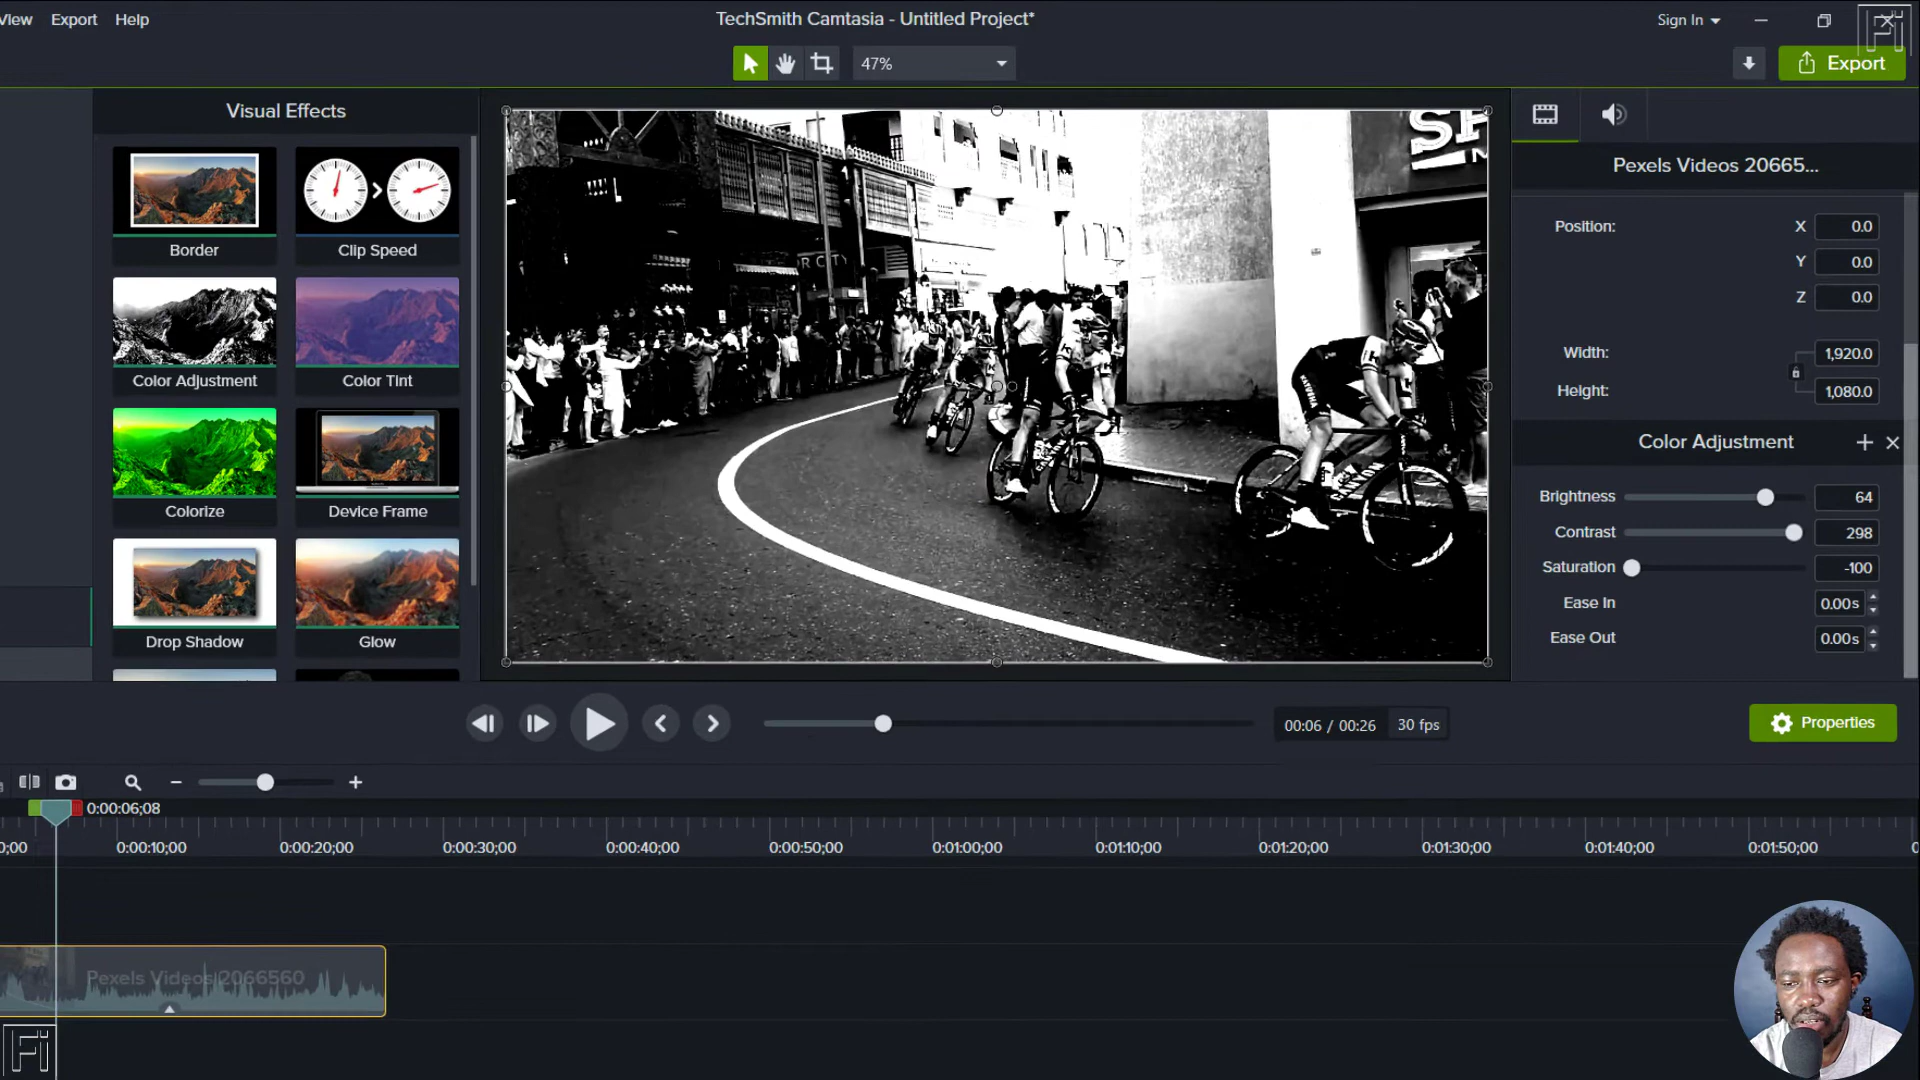 View Export Help
TechSmith Camtasia - Untitled Project*
Sign In
47%
Export
Visual Effects
Border
Clip Speed
Color Adjustment
Color Tint
Colorize
Device Frame
Drop Shadow
Glow
Pexels Videos 20665...
Position:
X 0.0
Y 0.0
Z 0.0
Width: 1,920.0
Height: 1,080.0
Color Adjustment
Brightness 64
Contrast 298
Saturation -100
Ease In 0.00s
Ease Out 0.00s
R CITY
CANYON
00:06 / 00:26 30 fps
Properties
0:00:06;08
0;00 0:00:10;00 0:00:20;00 0:00:30;00 0:00:40;00 0:00:50;00 0:01:00;00 0:01:10;00 0:01:20;00 0:01:30;00 0:01:40;00 0:01:50;00
Pexels Videos 2066560
Fi
Fi